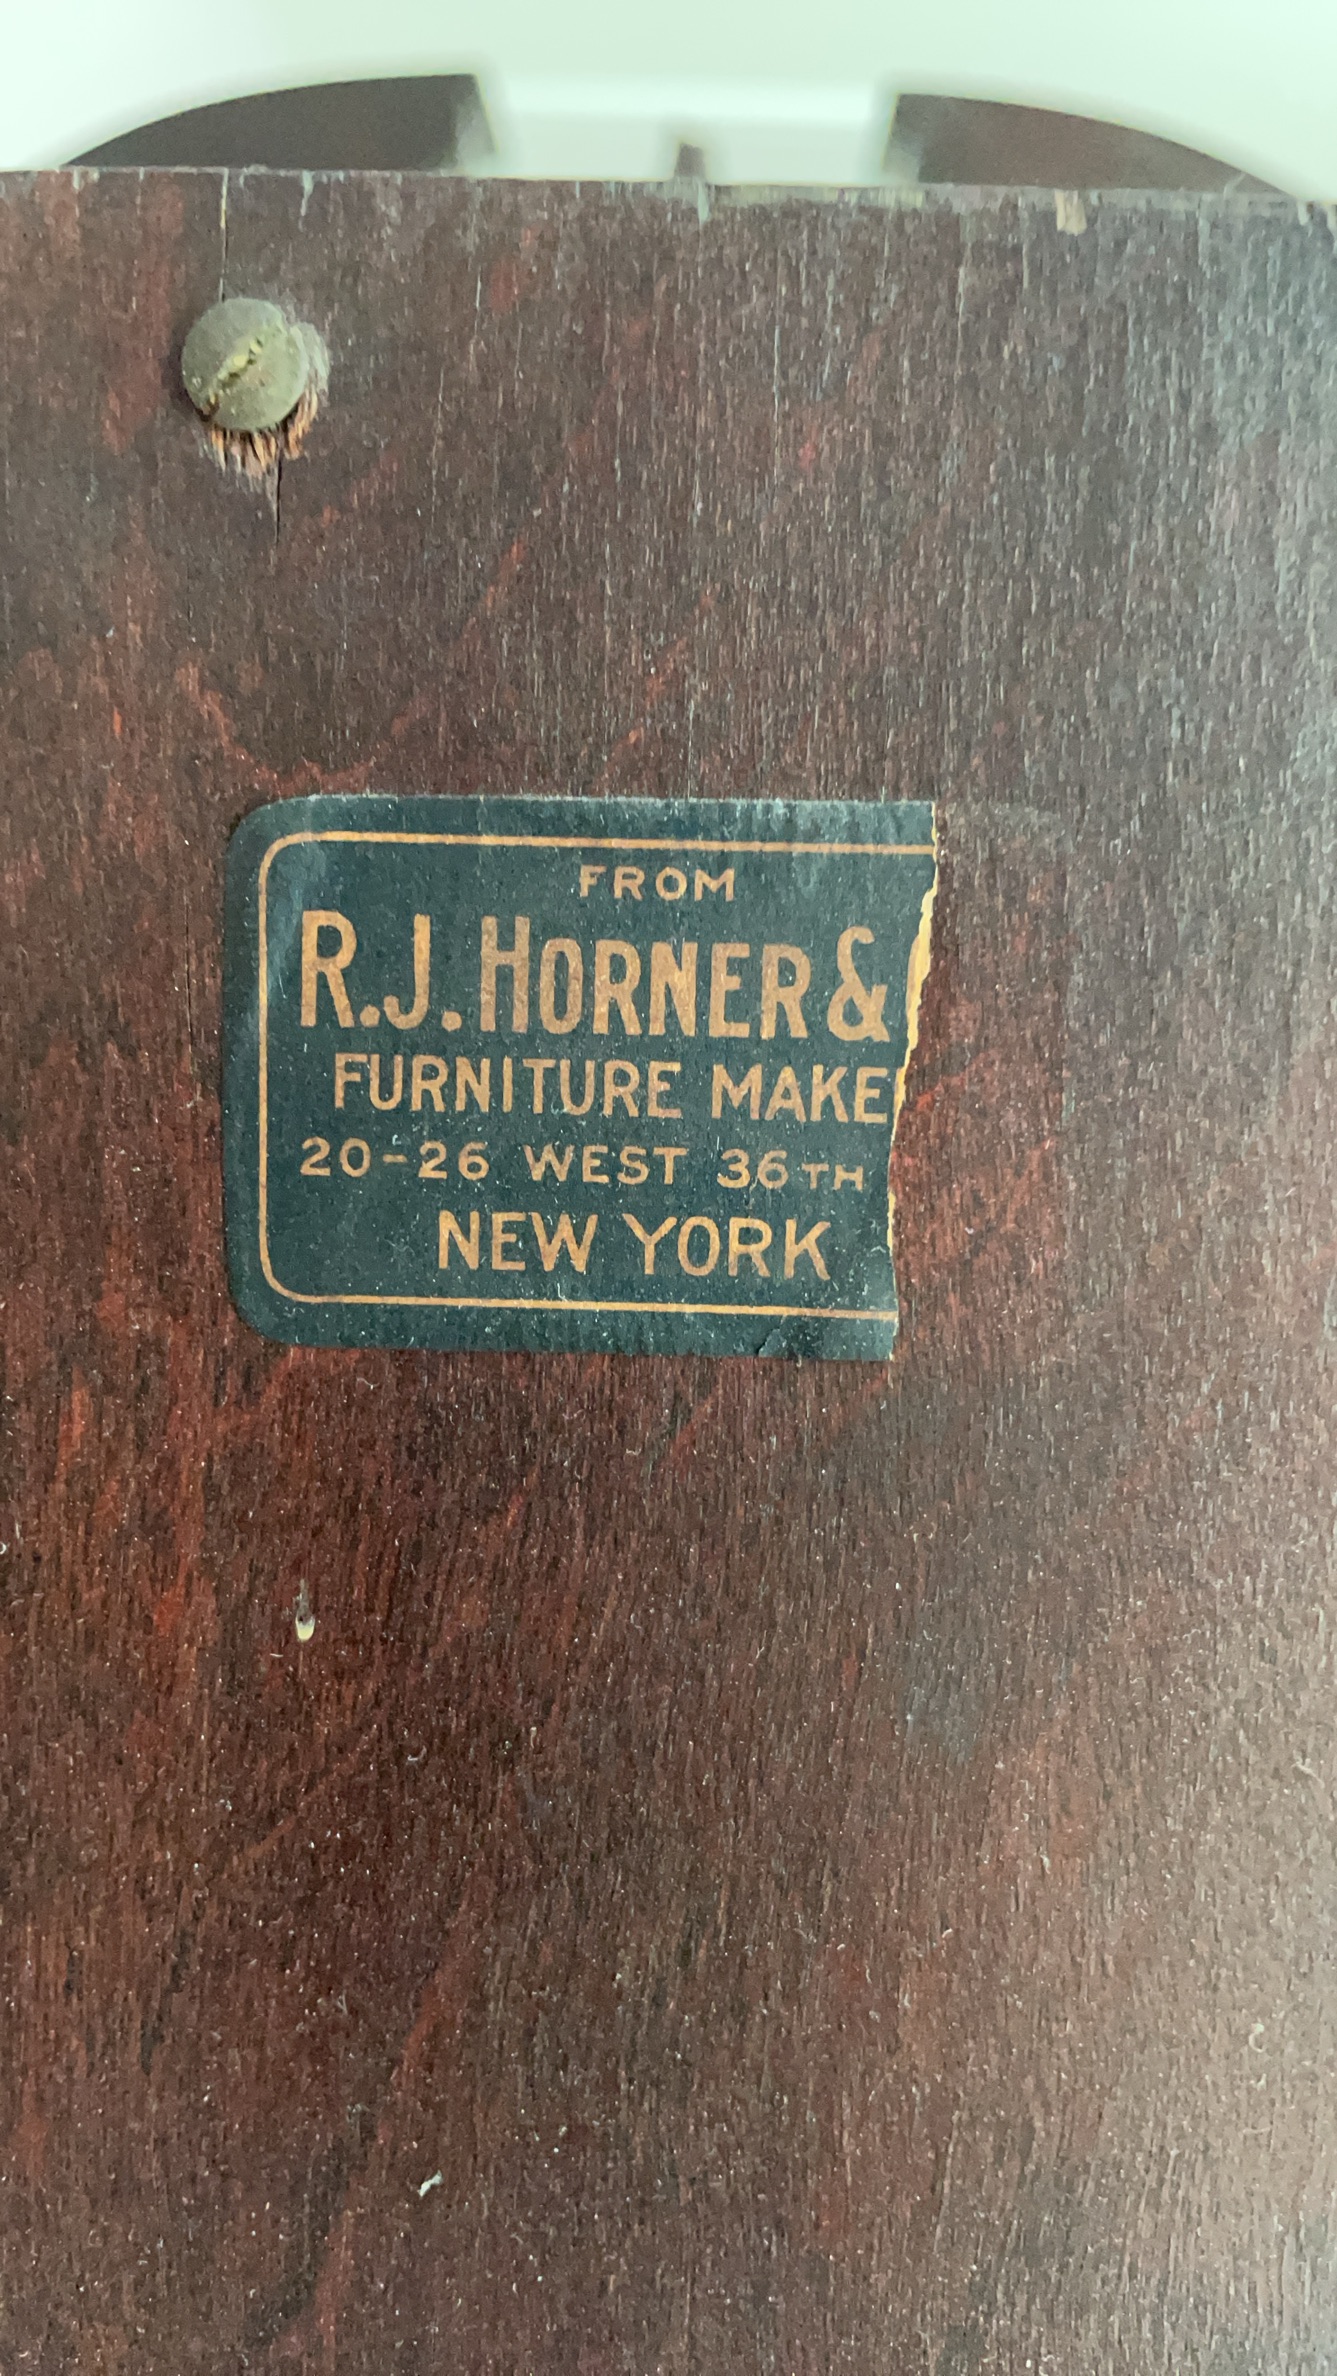 FROM
R.J. HORNER &
FURNITURE MAKE
20-26 WEST 36TH
NEW YORK